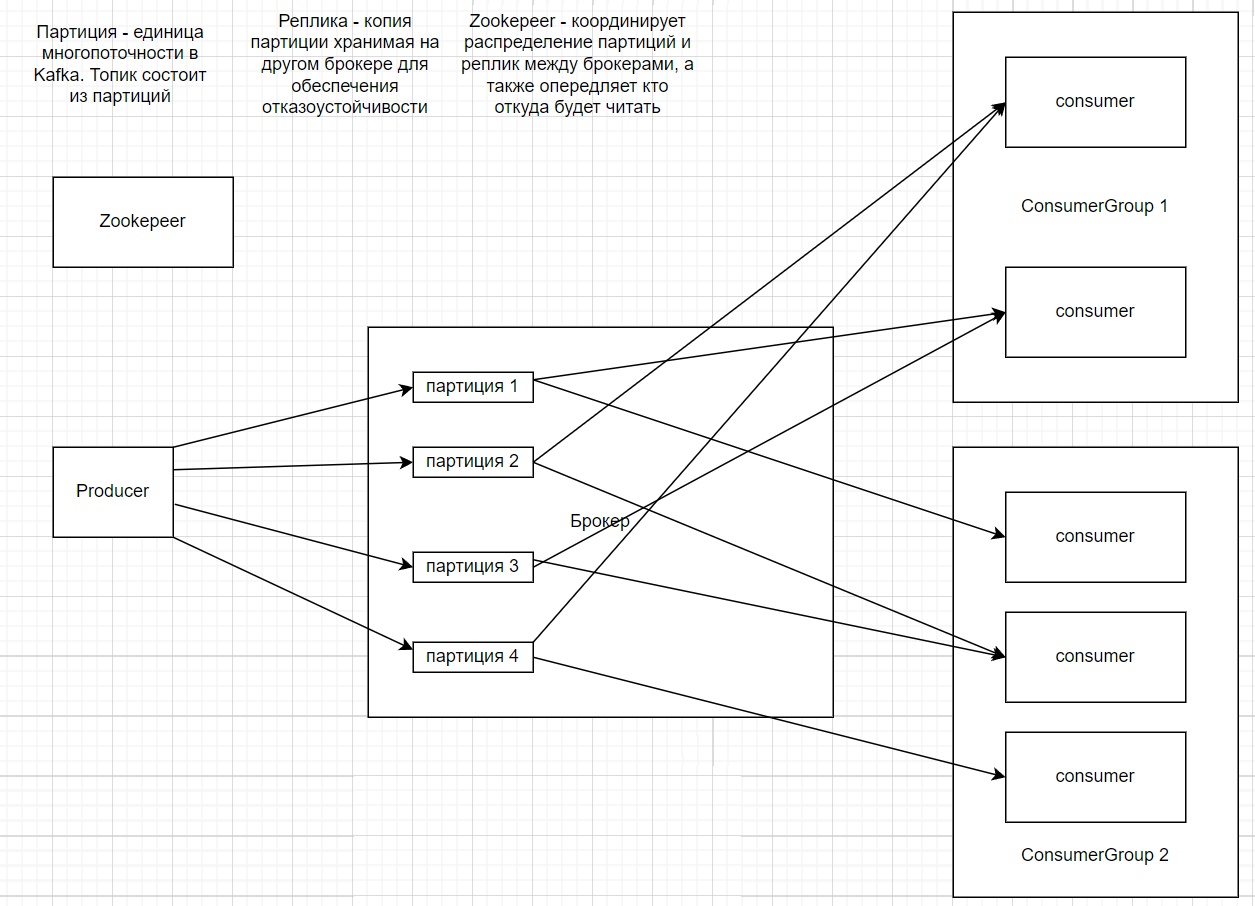 Партиция - единица
многопоточности в
Kafka. Топик состоит
из партиций
Реплика - копия
партиции хранимая на
другом брокере для
обеспечения
отказоустойчивости
Zookepeer - координирует
распределение партиций и
реплик между брокерами, а
также опередляет кто
откуда будет читать
Zookepeer
Producer
партиция 1
партиция 2
Брокер
партиция 3
партиция 4
consumer
ConsumerGroup 1
consumer
consumer
consumer
consumer
ConsumerGroup 2